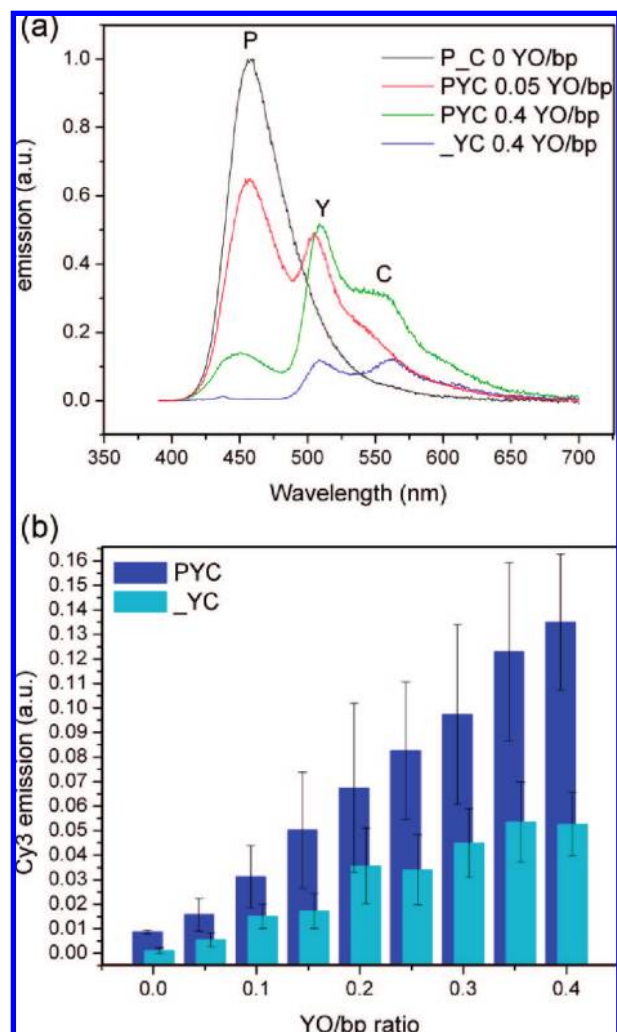 (a)
P
P_C 0 YO/bp
PYC 0.05 YO/bp
PYC 0.4 YO/bp
_YC 0.4 YO/bp
Y
C
emission (a.u.)
1.0
0.8
0.6
0.4
0.2
0.0
350 400 450 500 550 600 650 700
Wavelength (nm)
(b)
PYC
_YC
Cy3 emission (a.u.)
0.16
0.15
0.14
0.13
0.12
0.11
0.10
0.09
0.08
0.07
0.06
0.05
0.04
0.03
0.02
0.01
0.00
0.0 0.1 0.2 0.3 0.4
YO/bp ratio